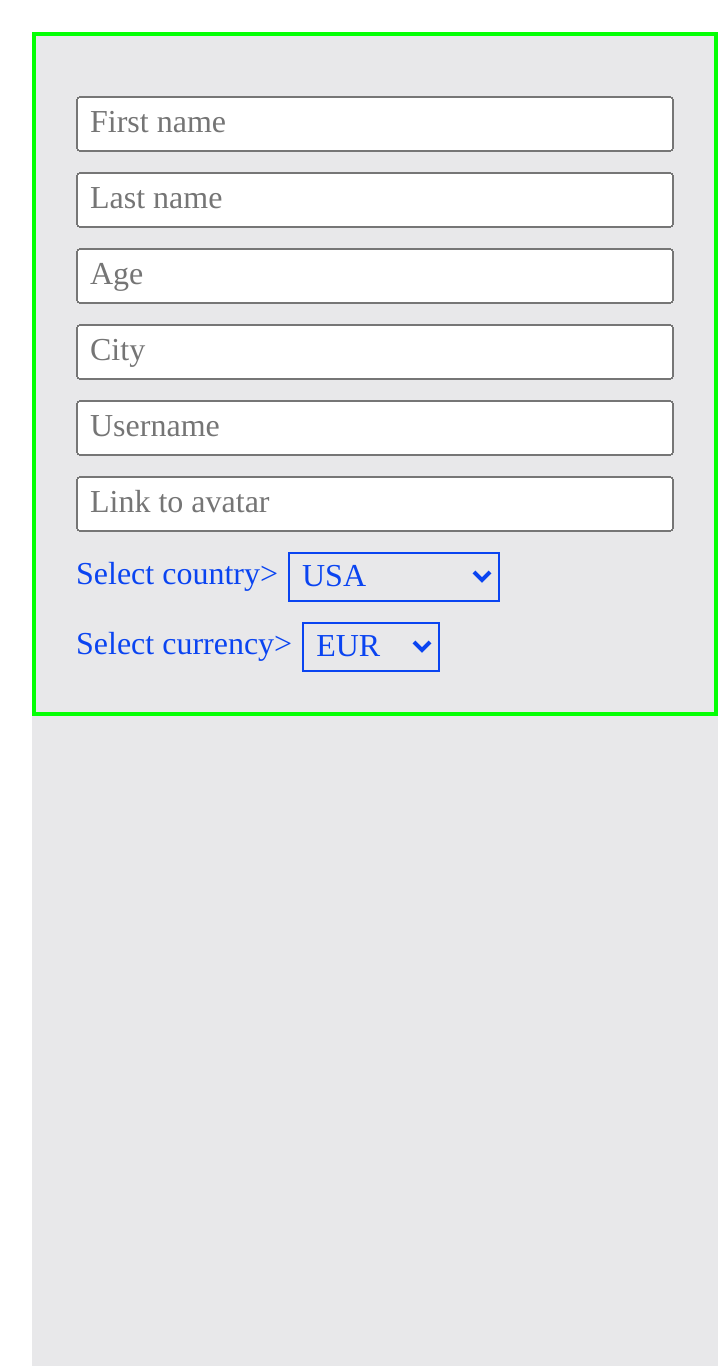 First name
Last name
Age
City
Username
Link to avatar
Select country> USA
Select currency> EUR